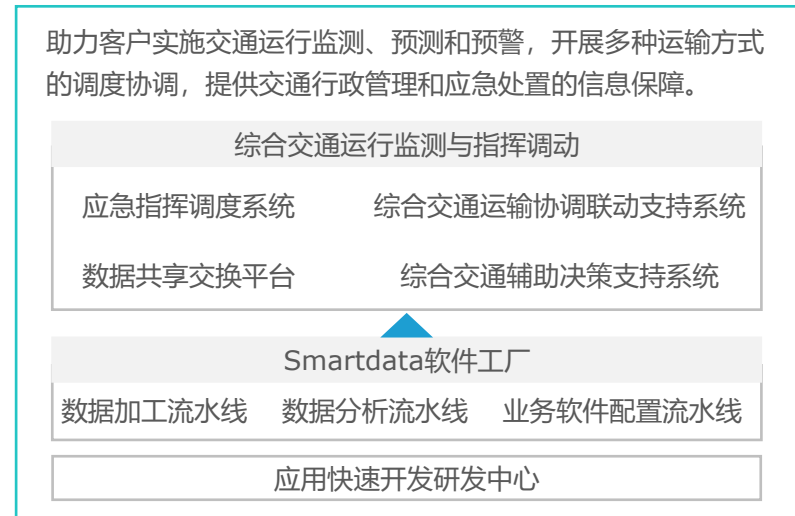 助力客户实施交通运行监测、预测和预警，开展多种运输方式
的调度协调，提供交通行政管理和应急处置的信息保障。
综合交通运行监测与指挥调动
应急指挥调度系统 综合交通运输协调联动支持系统
数据共享交换平台 综合交通辅助决策支持系统
Smartdata软件工厂
数据加工流水线 数据分析流水线 业务软件配置流水线
应用快速开发研发中心